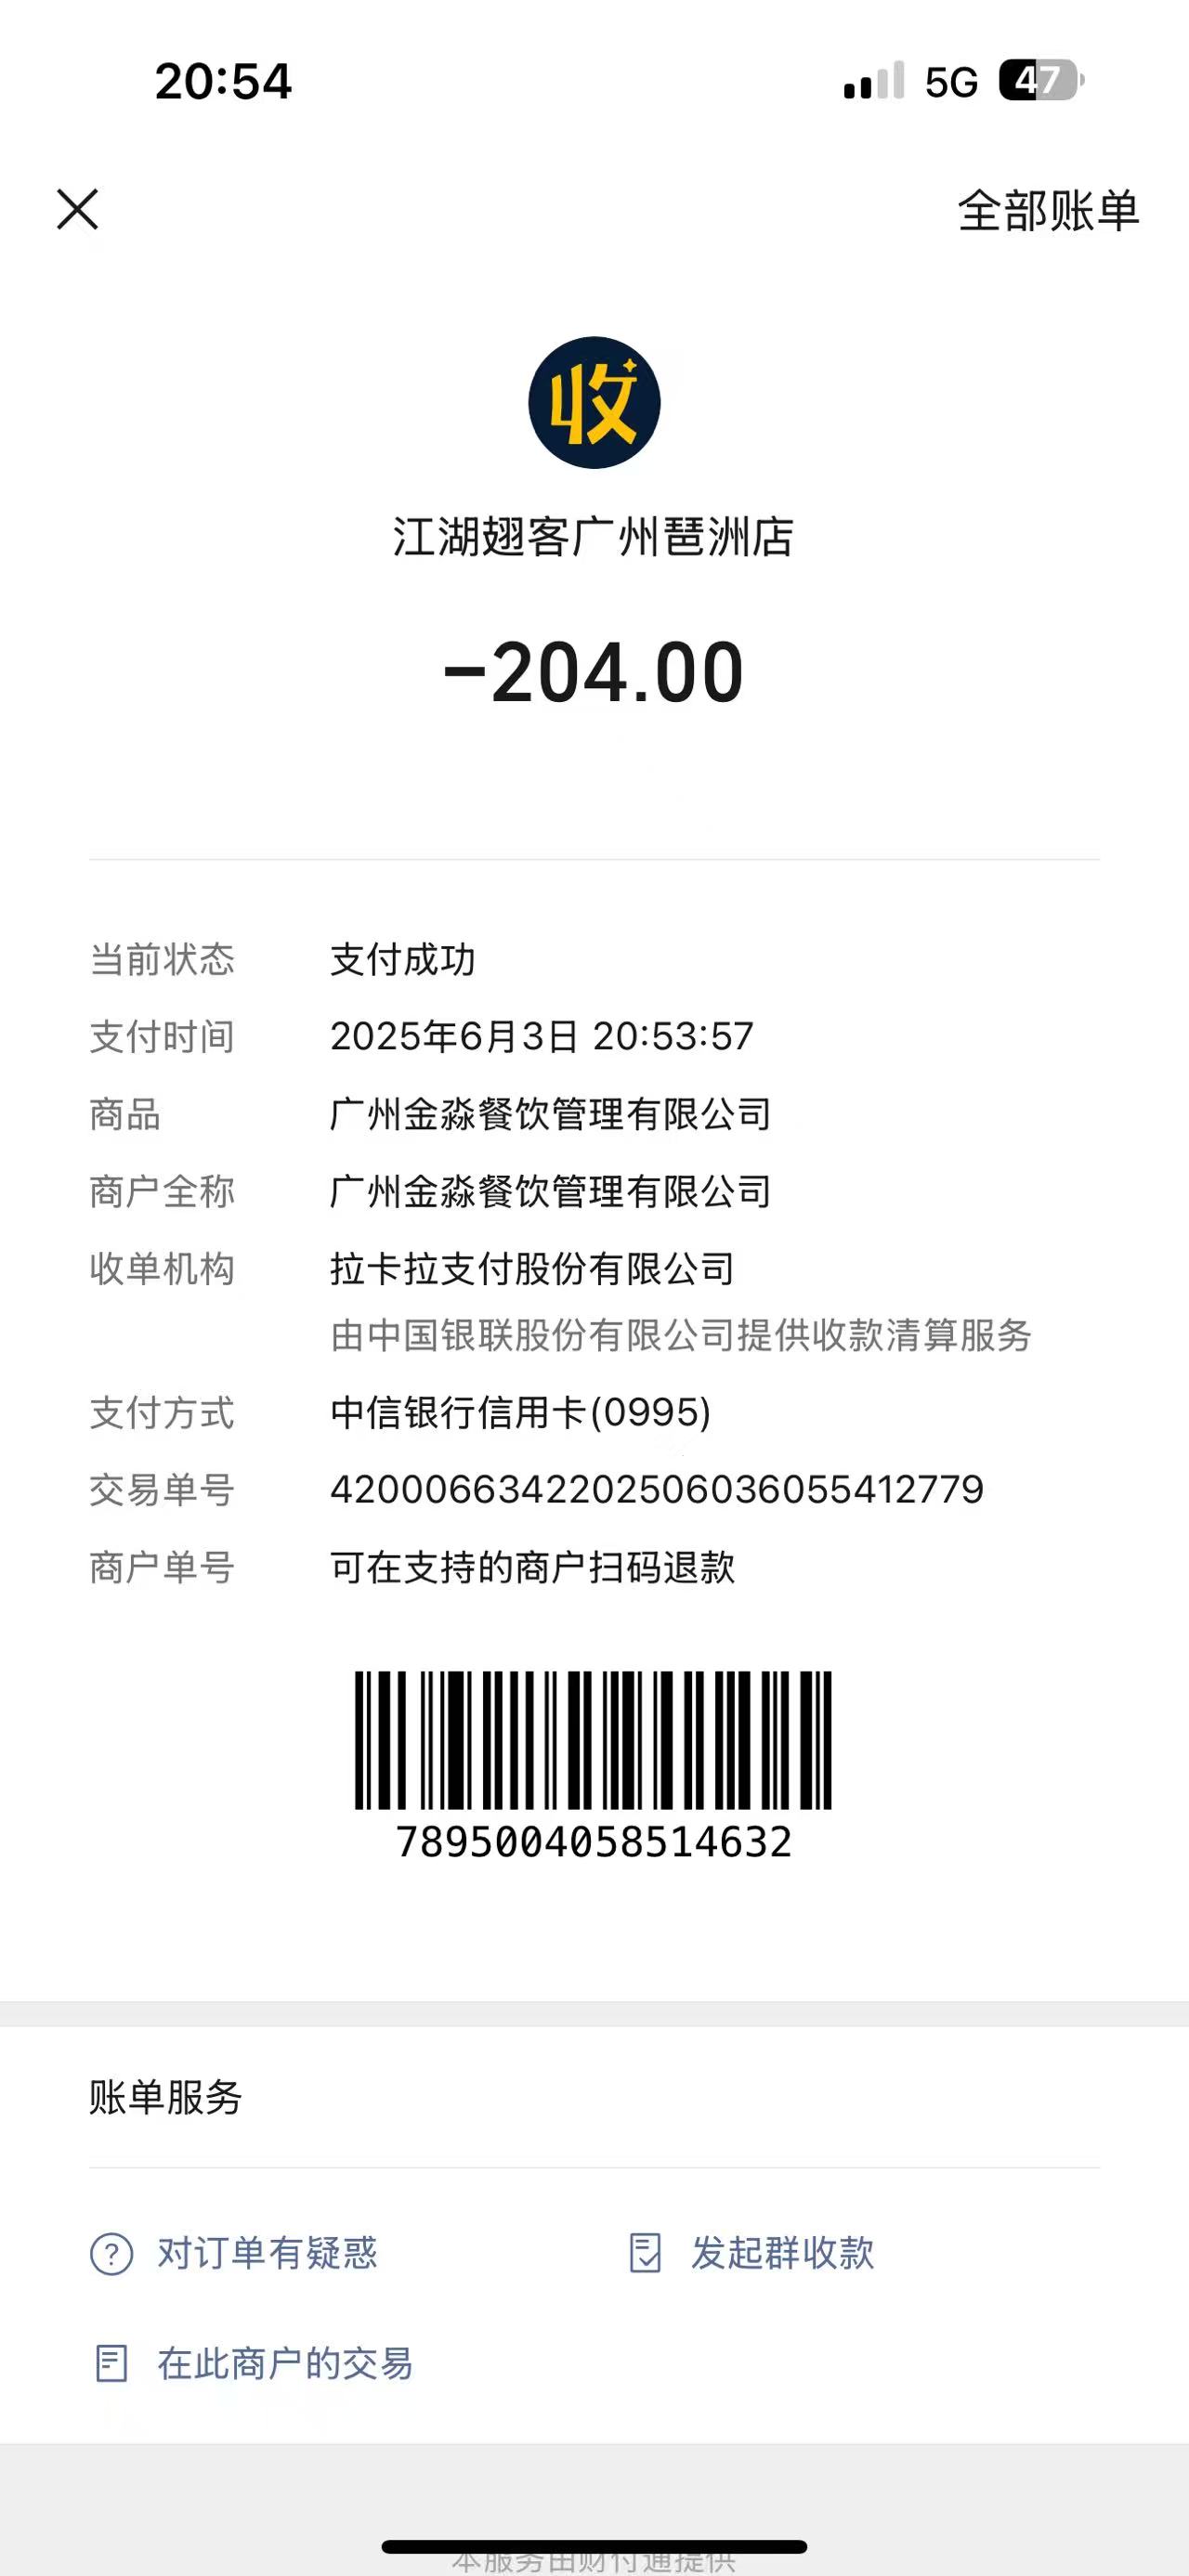 20:54
5G 47
全部账单
收
江湖翅客广州琶洲店
-204.00
当前状态 支付成功
支付时间 2025年6月3日 20:53:57
商品 广州金淼餐饮管理有限公司
商户全称 广州金淼餐饮管理有限公司
收单机构 拉卡拉支付股份有限公司
由中国银联股份有限公司提供收款清算服务
支付方式 中信银行信用卡(0995)
交易单号 4200066342202506036055412779
商户单号 可在支持的商户扫码退款
7895004058514632
账单服务
对订单有疑惑 发起群收款
在此商户的交易
本服务由财付通提供